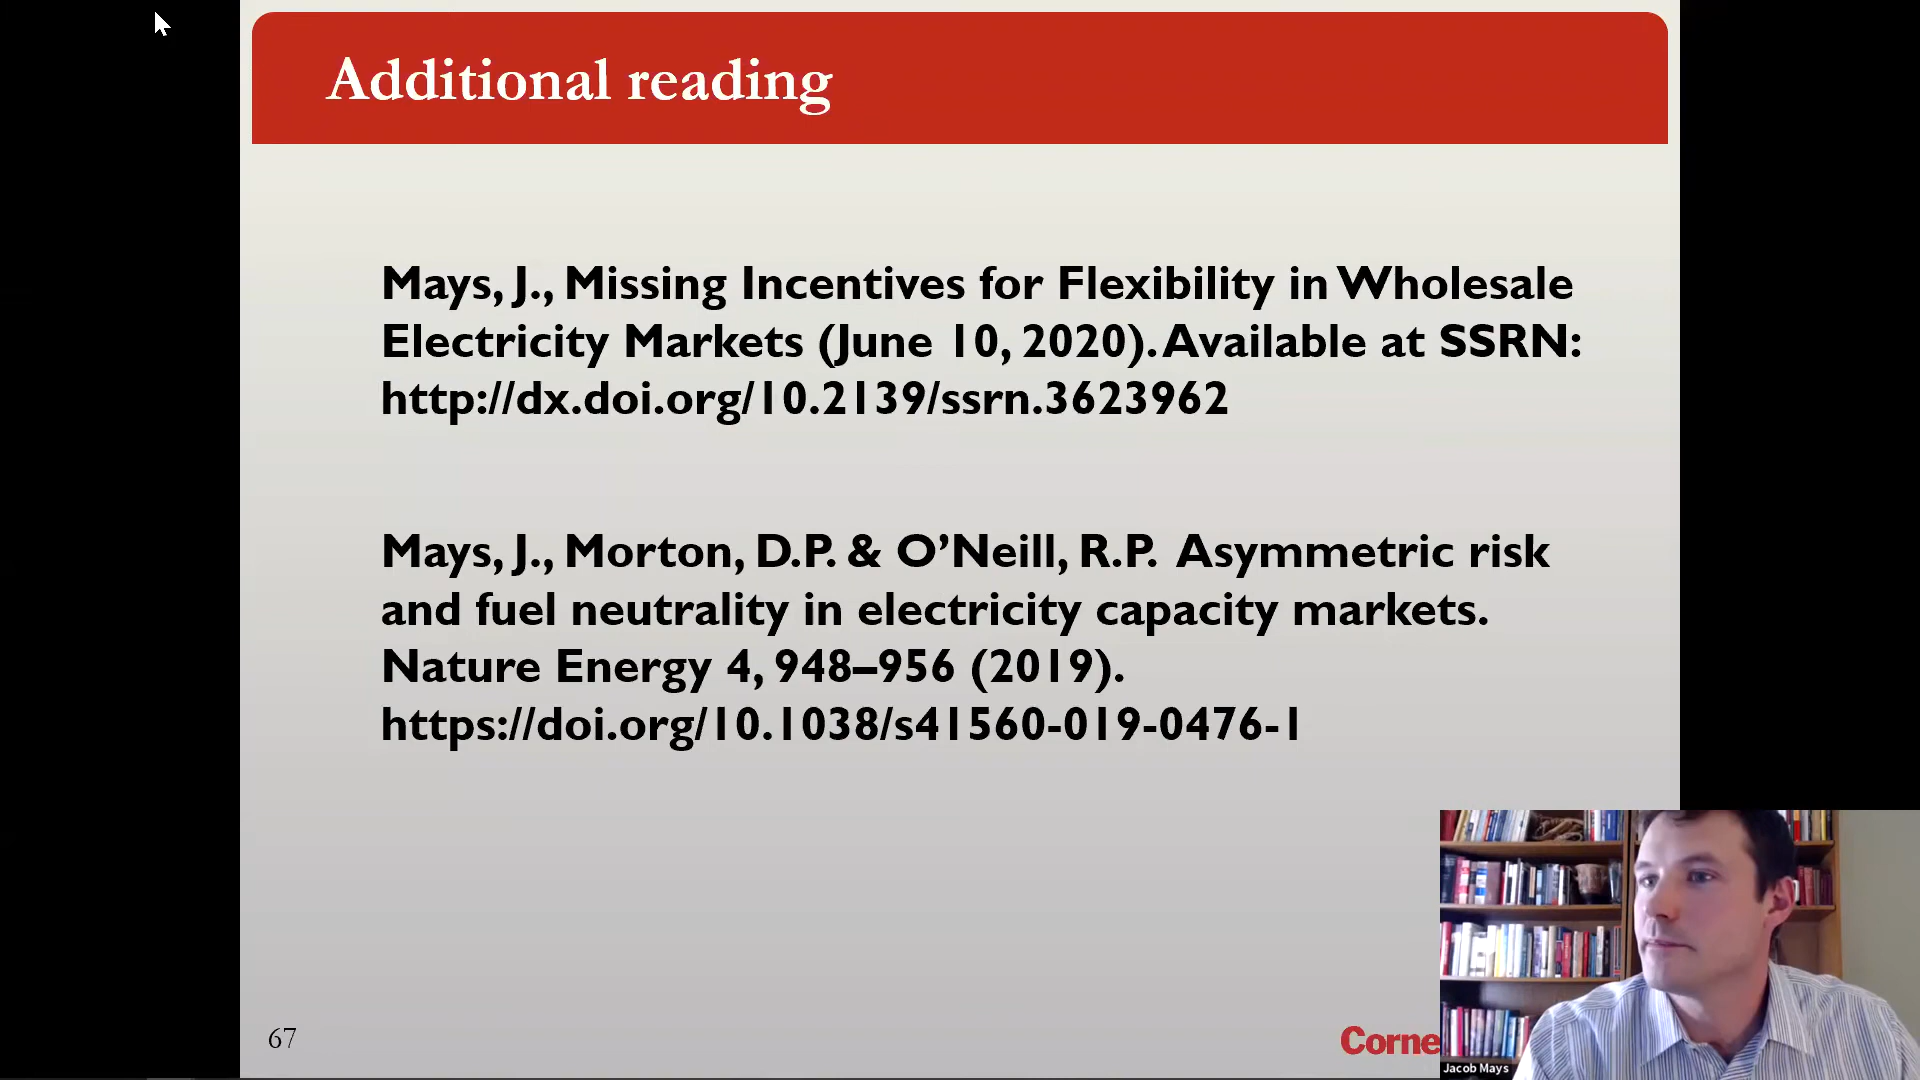 Additional reading
Mays, J., Missing Incentives for Flexibility in Wholesale
Electricity Markets (June 10, 2020). Available at SSRN:
http://dx.doi.org/10.2139/ssrn.3623962
Mays, J., Morton, D.P. & O’Neill, R.P. Asymmetric risk
and fuel neutrality in electricity capacity markets.
Nature Energy 4, 948–956 (2019).
https://doi.org/10.1038/s41560-019-0476-1
67
Corne
Jacob Mays